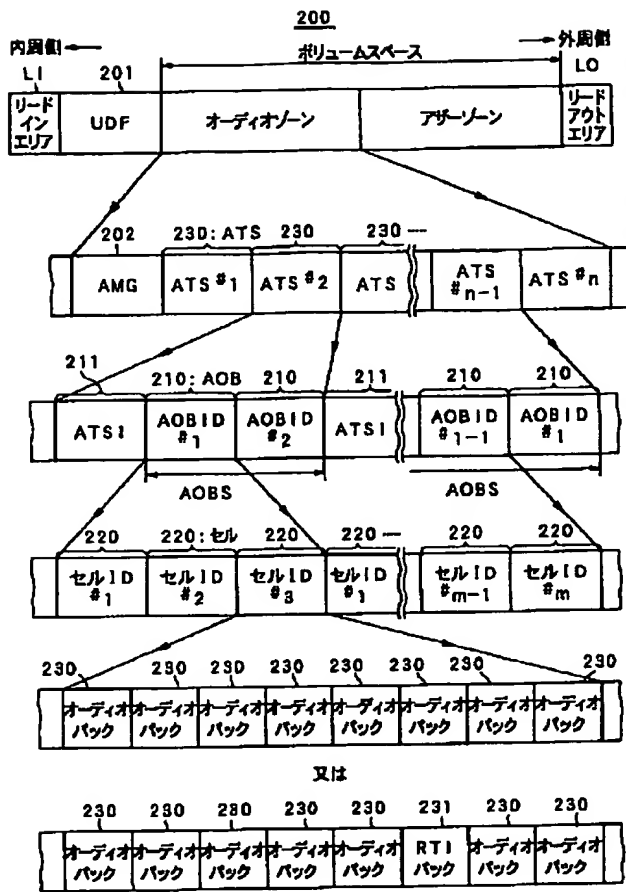 200
内周側 ボリュームスペース 外周側
LI 201 LO
リード
イン
エリア UDF オーディオゾーン アザーゾーン リード
アウト
エリア
202 230: ATS 230 230
AMG ATS #1 ATS #2 ATS ATS
#n-1 ATS #n
211 210: AOB 210 211 210 210
ATSI AOBID
#1 AOBID
#2 ATSI AOBID
#1-1 AOBID
#1
AOBS AOBS
220 220:セル 220 220 220 220
セルID
#1 セルID
#2 セルID
#3 セルID
#1 セルID
#m-1 セルID
#m
230 230 230 230 230 230 230 230
オーディオ
パック オーディオ
パック オーディオ
パック オーディオ
パック オーディオ
パック オーディオ
パック オーディオ
パック オーディオ
パック
又は
230 230 230 230 230 231 230 230
オーディオ
パック オーディオ
パック オーディオ
パック オーディオ
パック オーディオ
パック RTI
パック オーディオ
パック オーディオ
パック